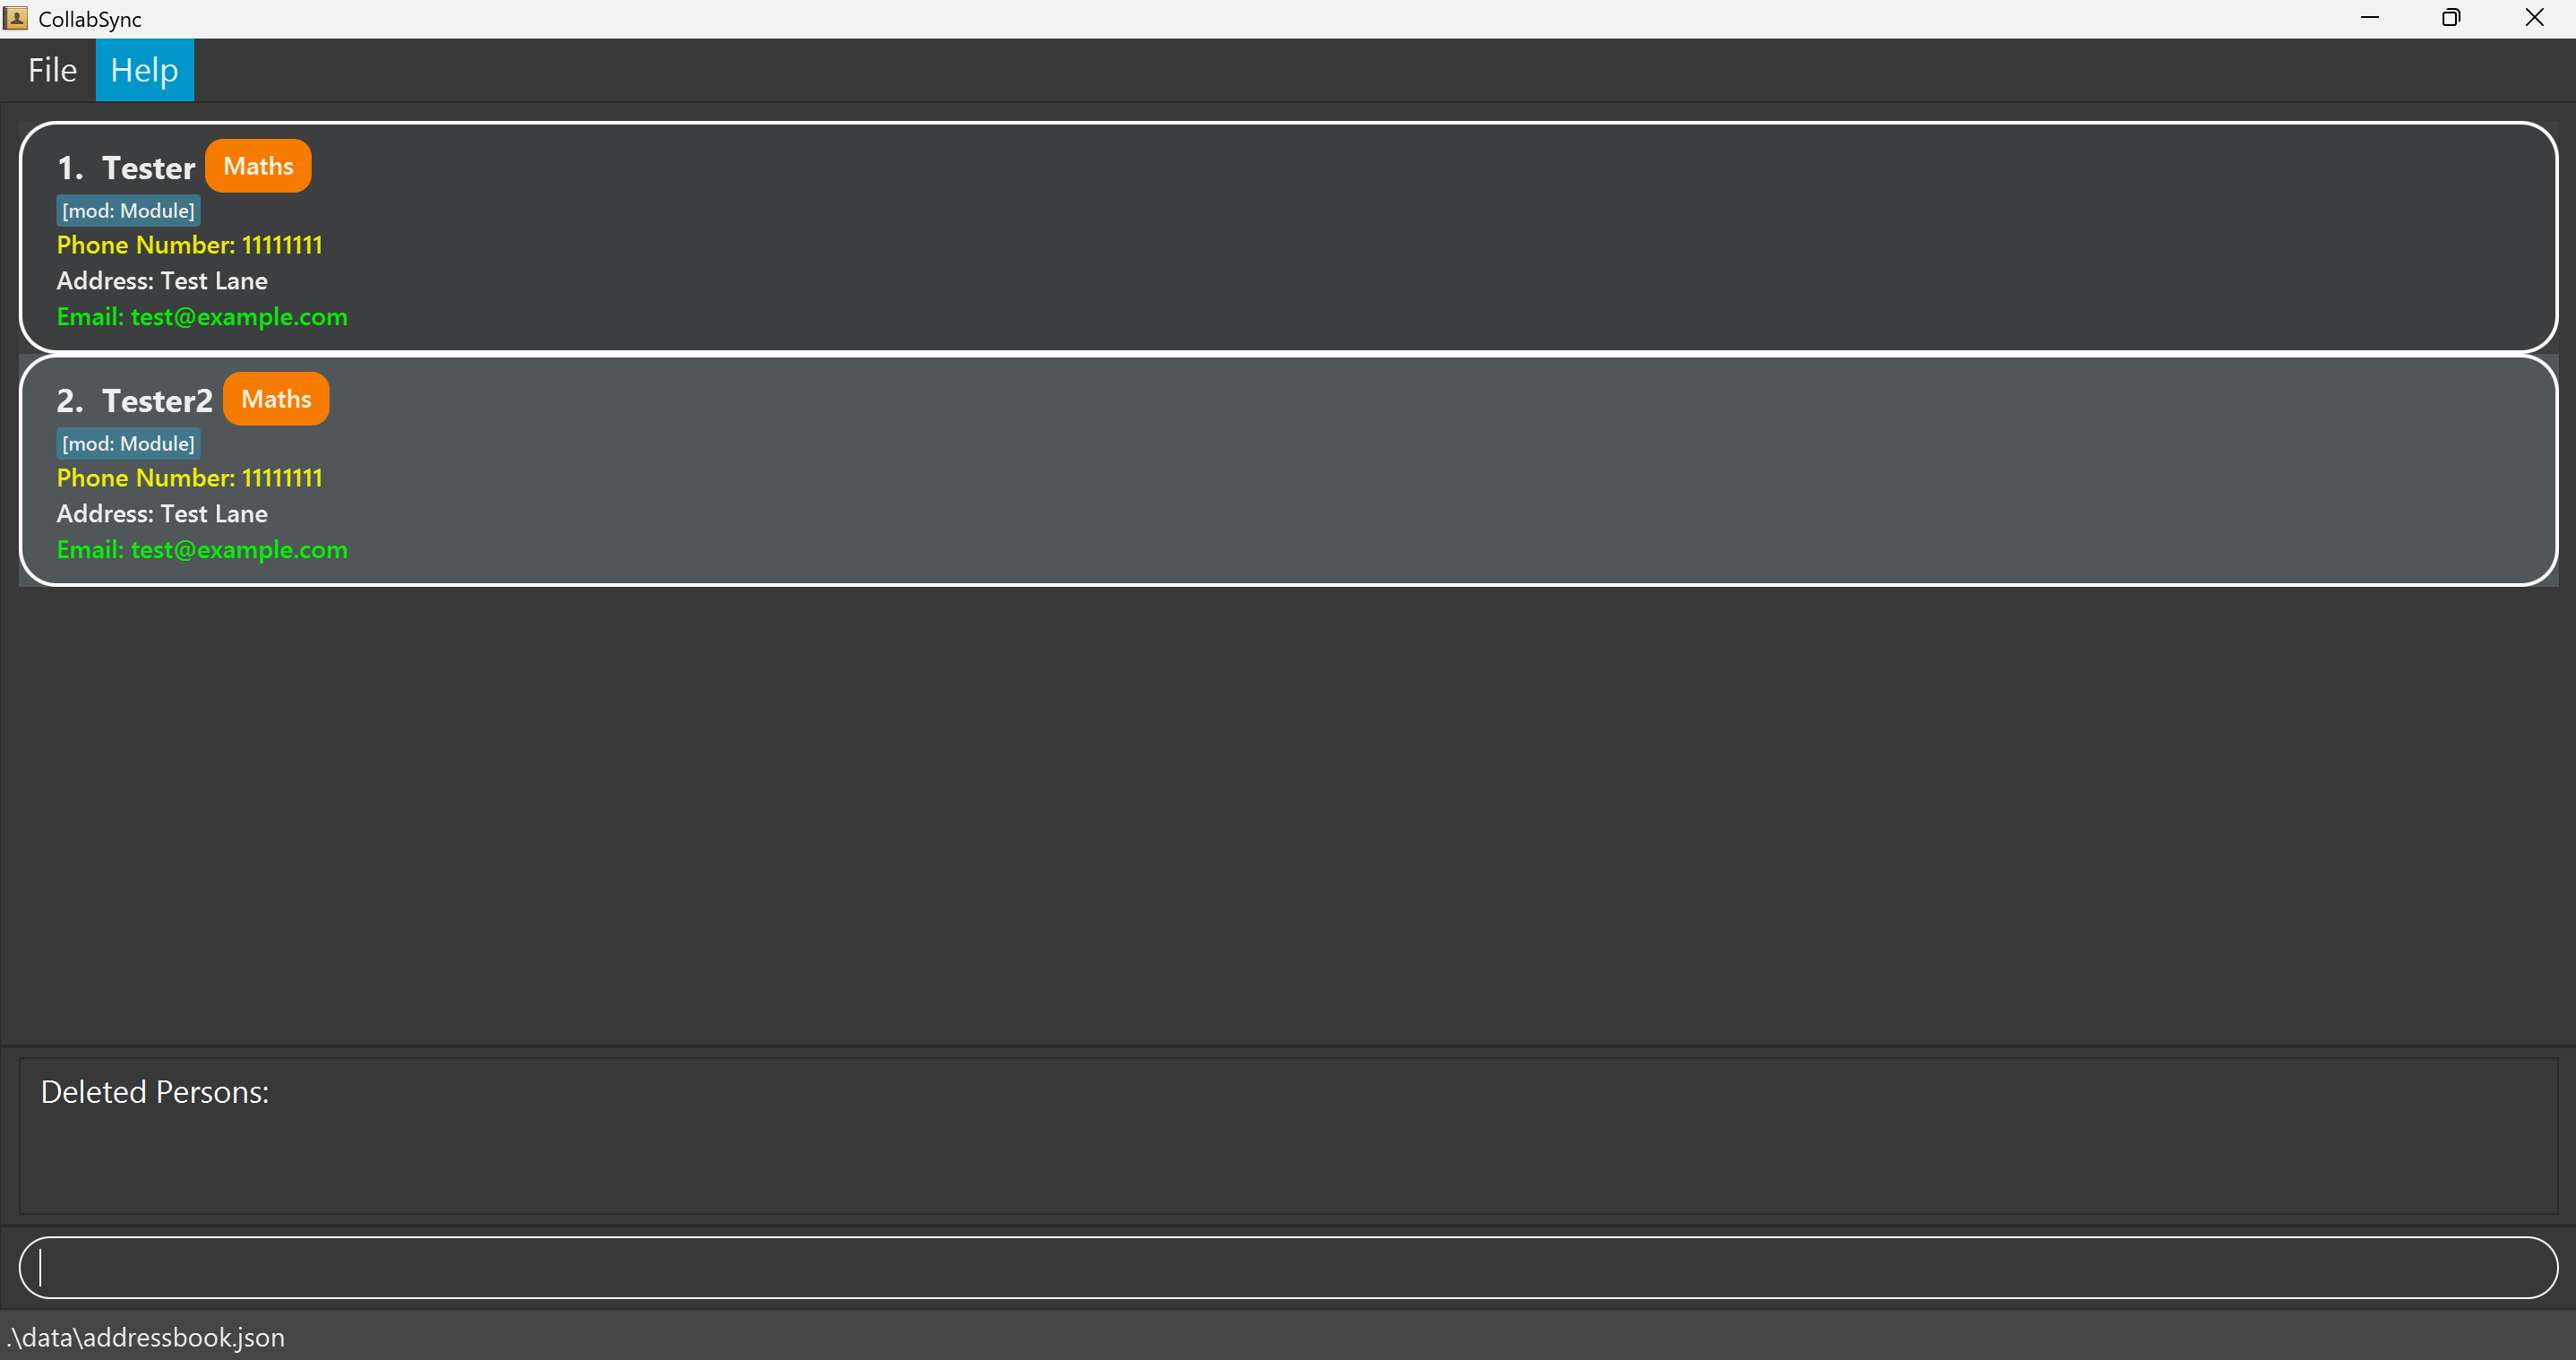 CollabSync
File Help
1. Tester Maths
[mod: Module]
Phone Number: 11111111
Address: Test Lane
Email: test@example.com
2. Tester2 Maths
[mod: Module]
Phone Number: 11111111
Address: Test Lane
Email: test@example.com
Deleted Persons:
.\data\addressbook.json